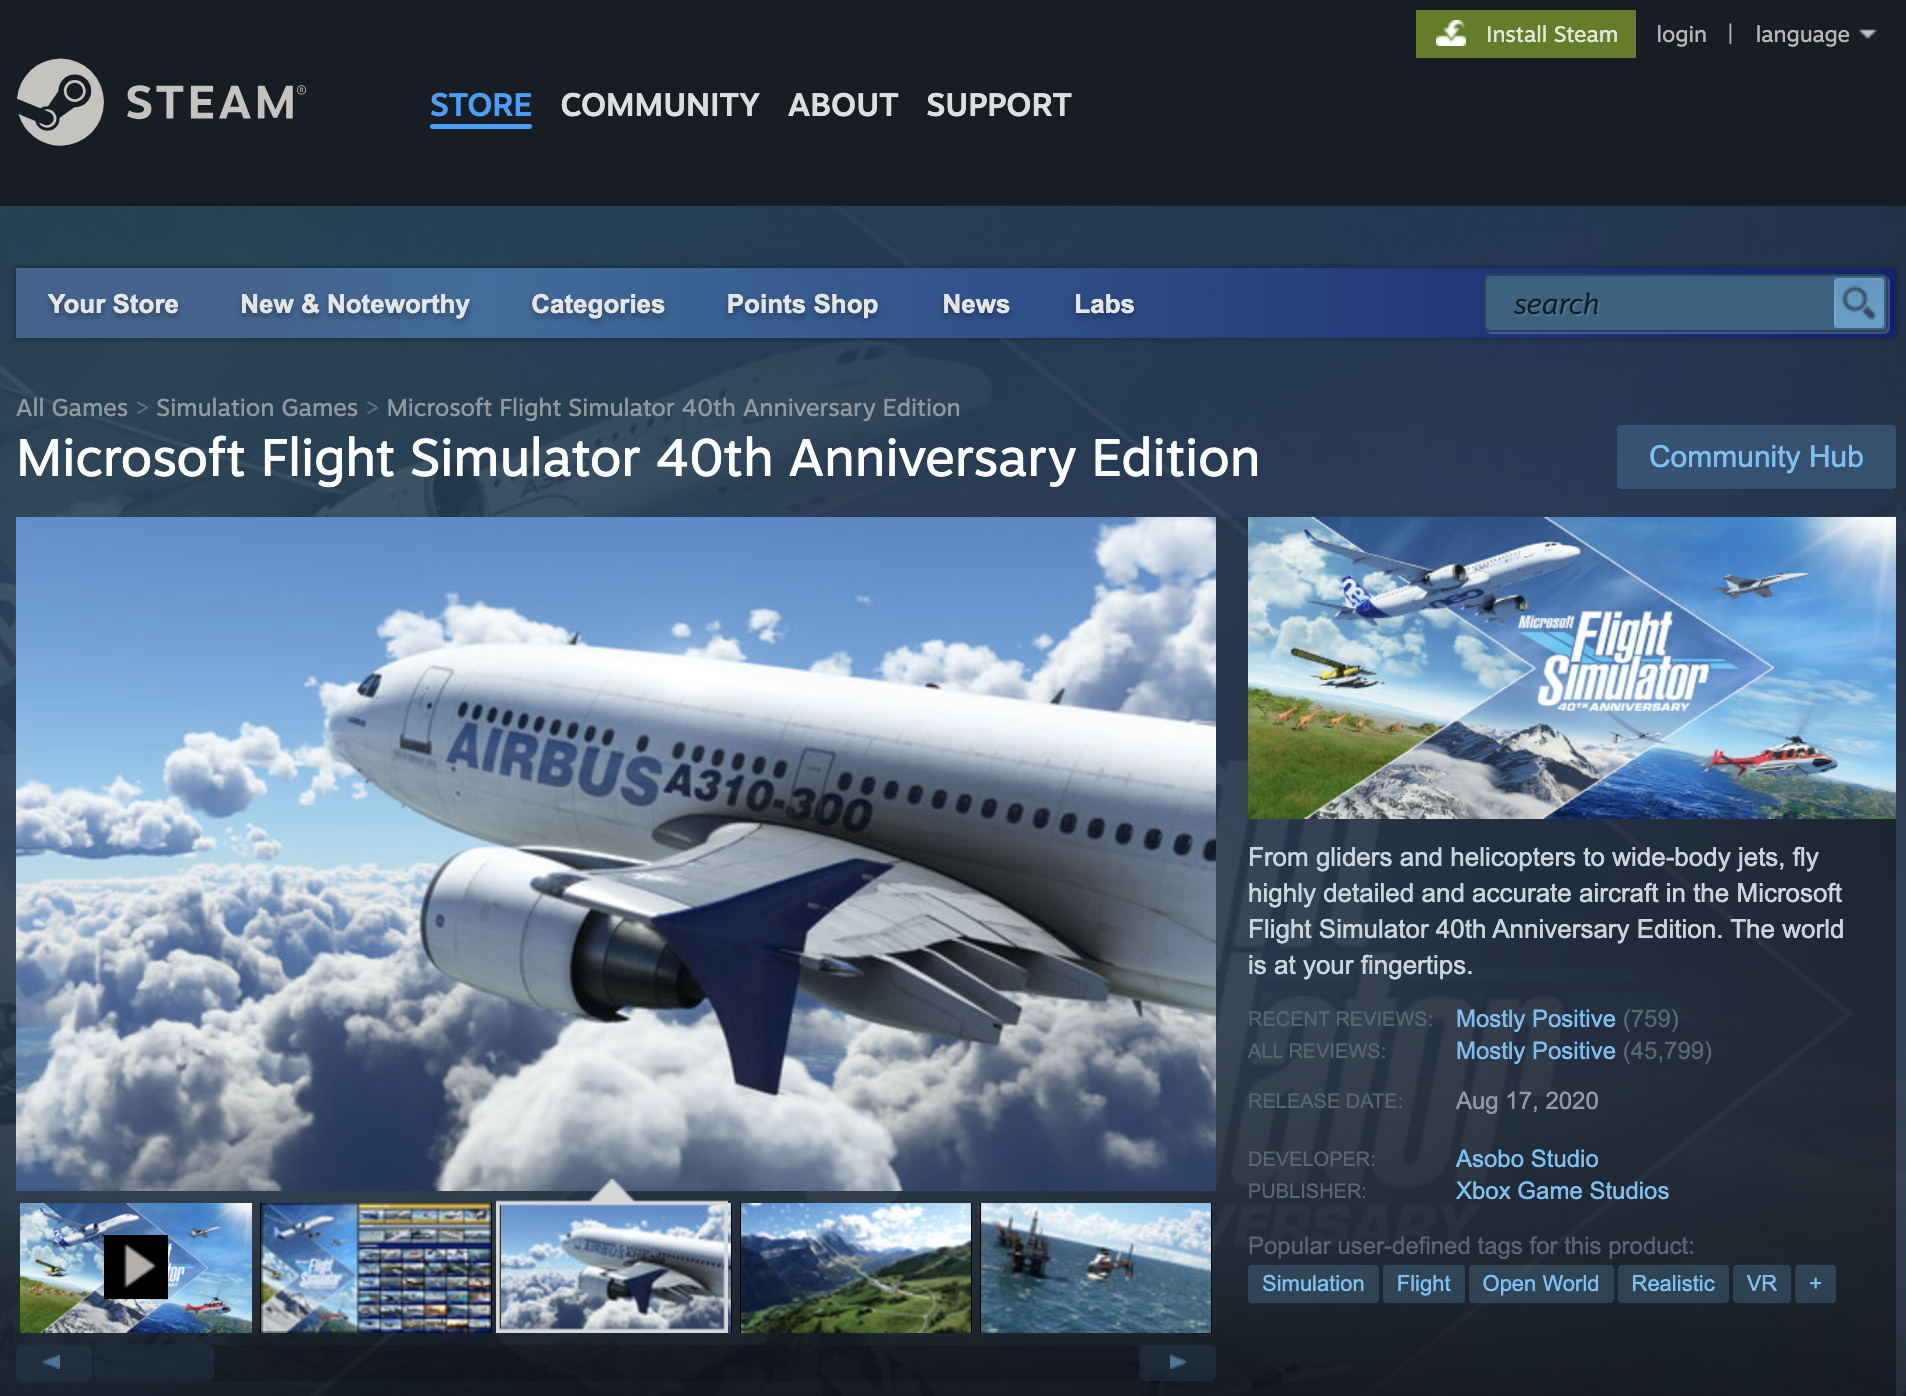 Install Steam
login | language
STEAM®
STORE COMMUNITY ABOUT SUPPORT
Your Store New & Noteworthy Categories Points Shop News Labs
search
All Games > Simulation Games > Microsoft Flight Simulator 40th Anniversary Edition
Microsoft Flight Simulator 40th Anniversary Edition
Community Hub
AIRBUS A310-300
Microsoft
Flight
Simulator
40TH ANNIVERSARY
From gliders and helicopters to wide-body jets, fly
highly detailed and accurate aircraft in the Microsoft
Flight Simulator 40th Anniversary Edition. The world
is at your fingertips.
RECENT REVIEWS: Mostly Positive (759)
ALL REVIEWS: Mostly Positive (45,799)
RELEASE DATE: Aug 17, 2020
DEVELOPER: Asobo Studio
PUBLISHER: Xbox Game Studios
Popular user-defined tags for this product:
Simulation Flight Open World Realistic VR +